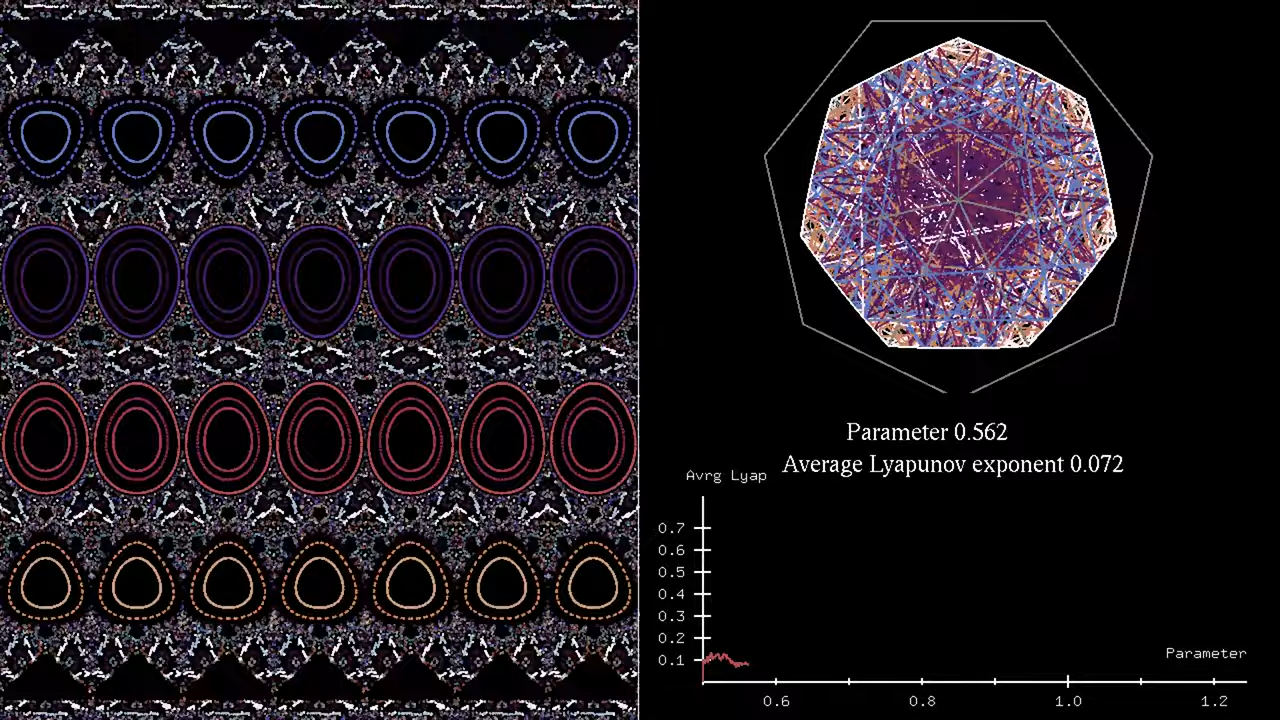 Parameter 0.562
Average Lyapunov exponent 0.072
Avrg Lyap
0.7
0.6
0.5
0.4
0.3
0.2
0.1
Parameter
0.6 0.8 1.0 1.2